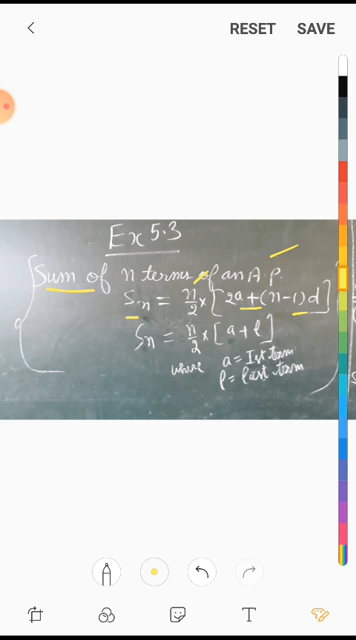 RESET SAVE
Ex 5.3
Sum of n terms of an A.P.
Sn = n/2 × [2a+(n-1)d]
Sn = n/2 × [a+l]
where a = Ist term
l = last term
T